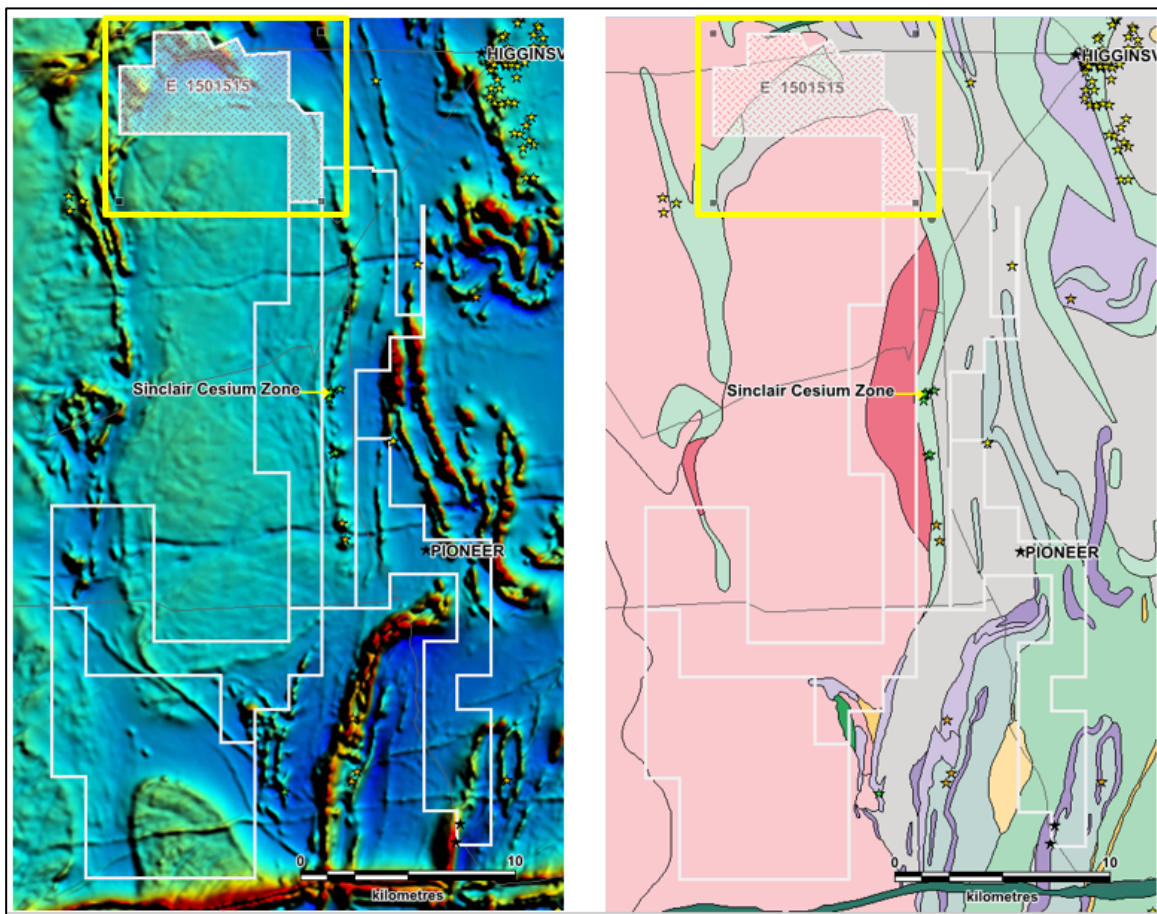 HIGGINSV
E 1501515
Sinclair Cesium Zone
PIONEER
0
10
kilometres
HIGGINSV
E 1501515
Sinclair Cesium Zone
PIONEER
0
10
kilometres